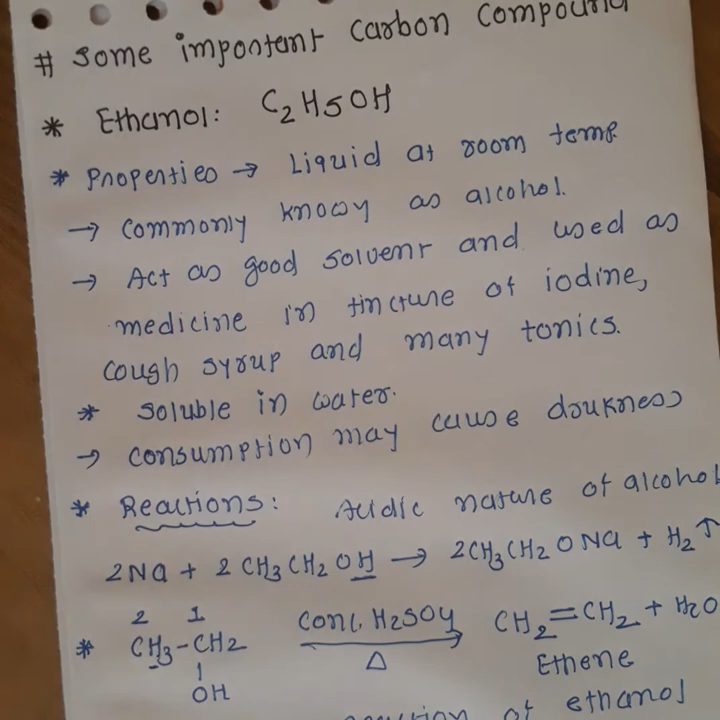 # Some important carbon compound
* Ethanol: C₂H5OH
* Properties → Liquid at room temp
→ commonly known as alcohol.
→ Act as good solvent and used as
medicine in tincture of iodine,
cough syrup and many tonics.
* soluble in water.
→ consumption may cause drunkness
* Reactions: Acidic nature of alcohol
2Na + 2CH₃CH₂OH → 2CH₃CH₂ONa + H₂↑
2 1
* CH₃-CH₂ Conc. H₂SO₄ CH₂=CH₂ + H₂O
Δ Ethene
OH
of ethanol